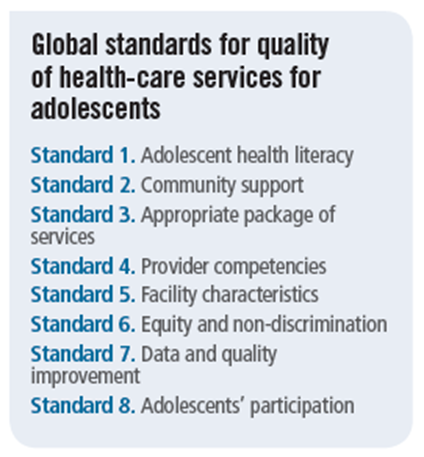 Global standards for quality
of health-care services for
adolescents
Standard 1. Adolescent health literacy
Standard 2. Community support
Standard 3. Appropriate package of
services
Standard 4. Provider competencies
Standard 5. Facility characteristics
Standard 6. Equity and non-discrimination
Standard 7. Data and quality
improvement
Standard 8. Adolescents' participation